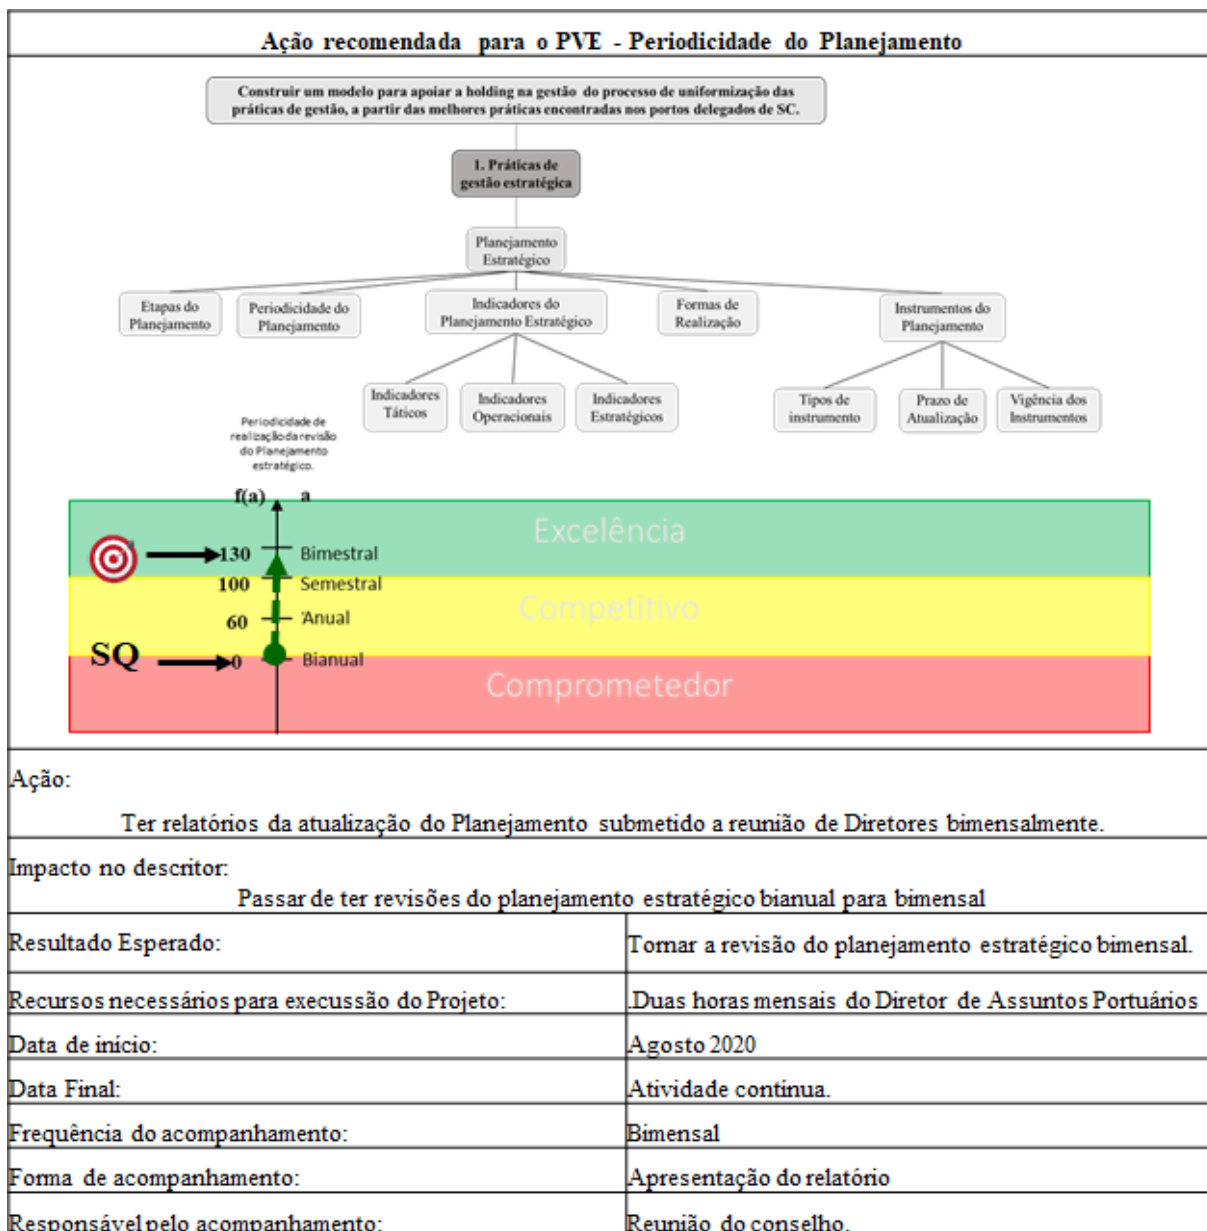 Ação recomendada para o PVE - Periodicidade do Planejamento
Construir um modelo para apoiar a holding na gestão do processo de uniformização das
práticas de gestão, a partir das melhores práticas encontradas nos portos delegados de SC.
1. Práticas de
gestão estratégica
Planejamento
Estratégico
Etapas do
Planejamento
Periodicidade do
Planejamento
Indicadores do
Planejamento Estratégico
Formas de
Realização
Instrumentos do
Planejamento
Indicadores
Táticos
Indicadores
Operacionais
Indicadores
Estratégicos
Tipos de
instrumento
Prazo de
Atualização
Vigência dos
Instrumentos
Periodicidade de
realização da revisão
do Planejamento
estratégico.
f(a) a
Excelência
130 Bimestral
100 Semestral
Competitivo
60 Anual
SQ 0 Bianual
Comprometedor
Ação:
Ter relatórios da atualização do Planejamento submetido a reunião de Diretores bimensalmente.
Impacto no descritor:
Passar de ter revisões do planejamento estratégico bianual para bimensal
Resultado Esperado: Tornar a revisão do planejamento estratégico bimensal.
Recursos necessários para execussão do Projeto: .Duas horas mensais do Diretor de Assuntos Portuários
Data de início: Agosto 2020
Data Final: Atividade contínua.
Frequência do acompanhamento: Bimensal
Forma de acompanhamento: Apresentação do relatório
Responsável pelo acompanhamento: Reunião do conselho.